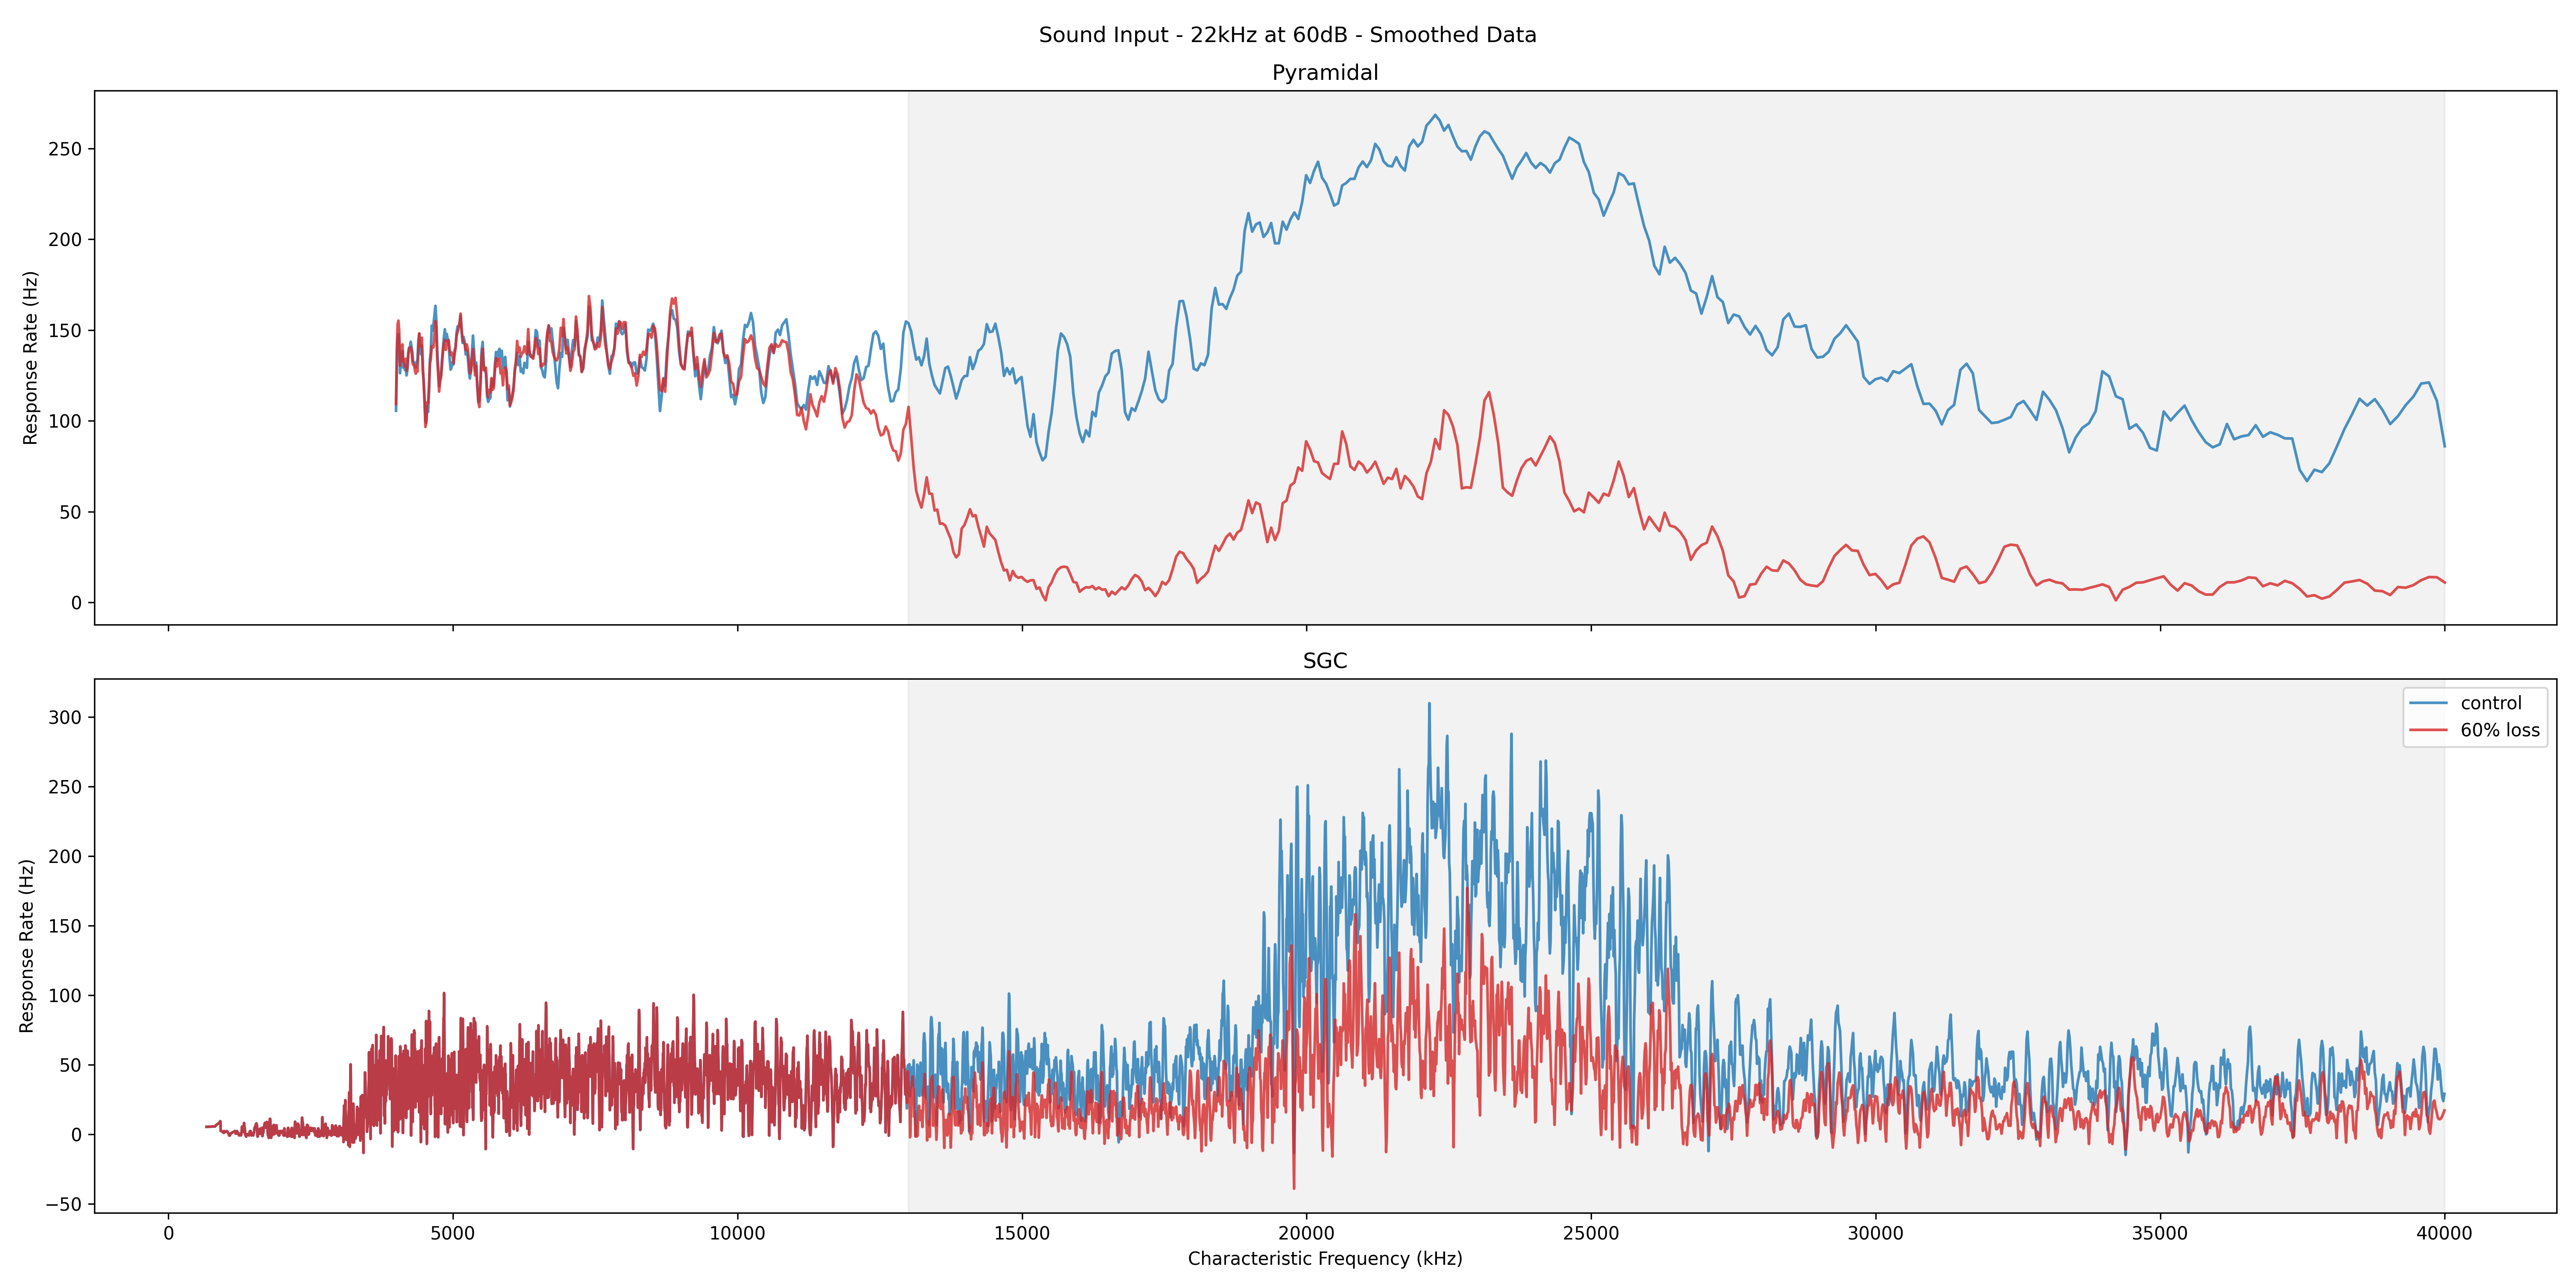 Sound Input - 22kHz at 60dB - Smoothed Data
Pyramidal
Response Rate (Hz)
250
200
150
100
50
0
SGC
control
60% loss
Response Rate (Hz)
300
250
200
150
100
50
0
−50
0 5000 10000 15000 20000 25000 30000 35000 40000
Characteristic Frequency (kHz)